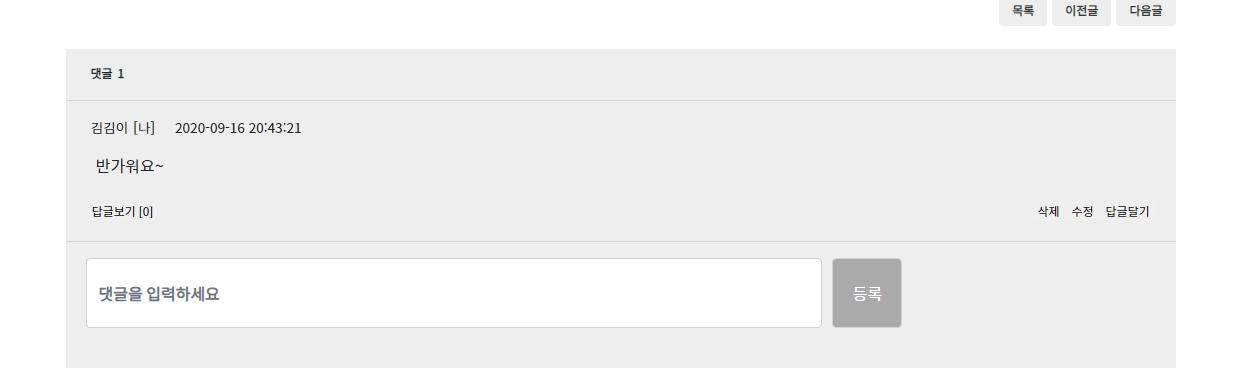 목록 이전글 다음글
댓글 1
김김이 [나] 2020-09-16 20:43:21
반가워요~
답글보기 [0] 삭제 수정 답글달기
댓글을 입력하세요 등록